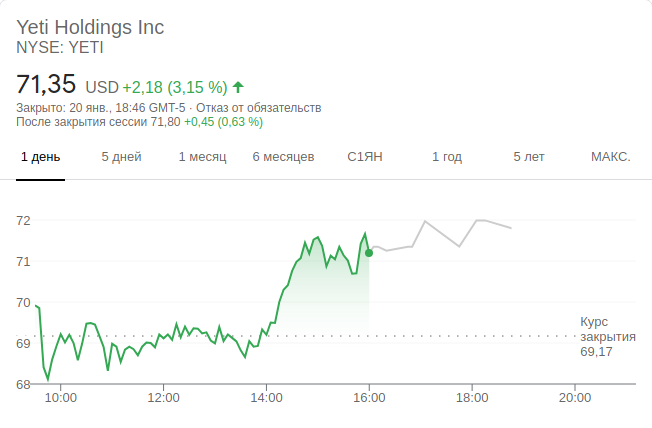 Yeti Holdings Inc
NYSE: YETI
71,35 USD +2,18 (3,15 %)
Закрыто: 20 янв., 18:46 GMT-5 · Отказ от обязательств
После закрытия сессии 71,80 +0,45 (0,63 %)
1 день 5 дней 1 месяц 6 месяцев С1ЯН 1 год 5 лет МАКС.
72
71
70
Курс
закрытия
69,17
69
68
10:00 12:00 14:00 16:00 18:00 20:00